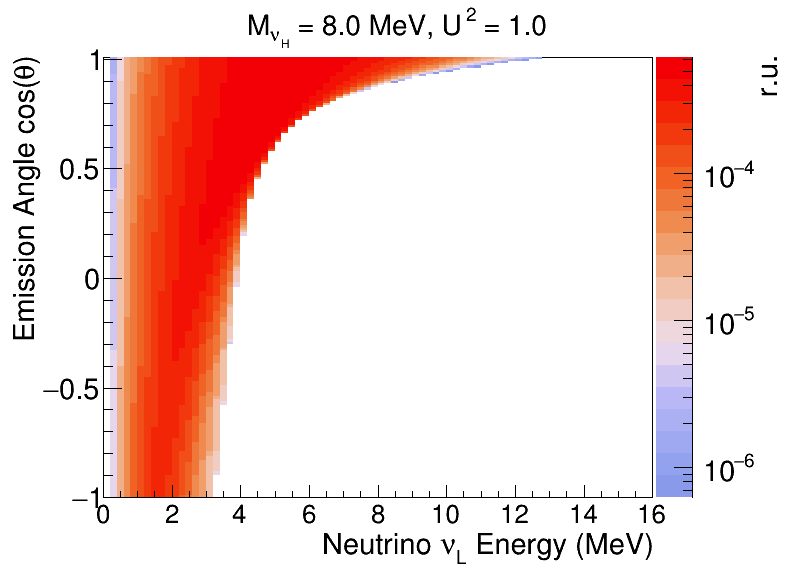 M_{ν_H} = 8.0 MeV, U² = 1.0
r.u.
Emission Angle cos(θ)
1
0.5
0
−0.5
−1
0 2 4 6 8 10 12 14 16
Neutrino ν_L Energy (MeV)
10⁻⁴
10⁻⁵
10⁻⁶